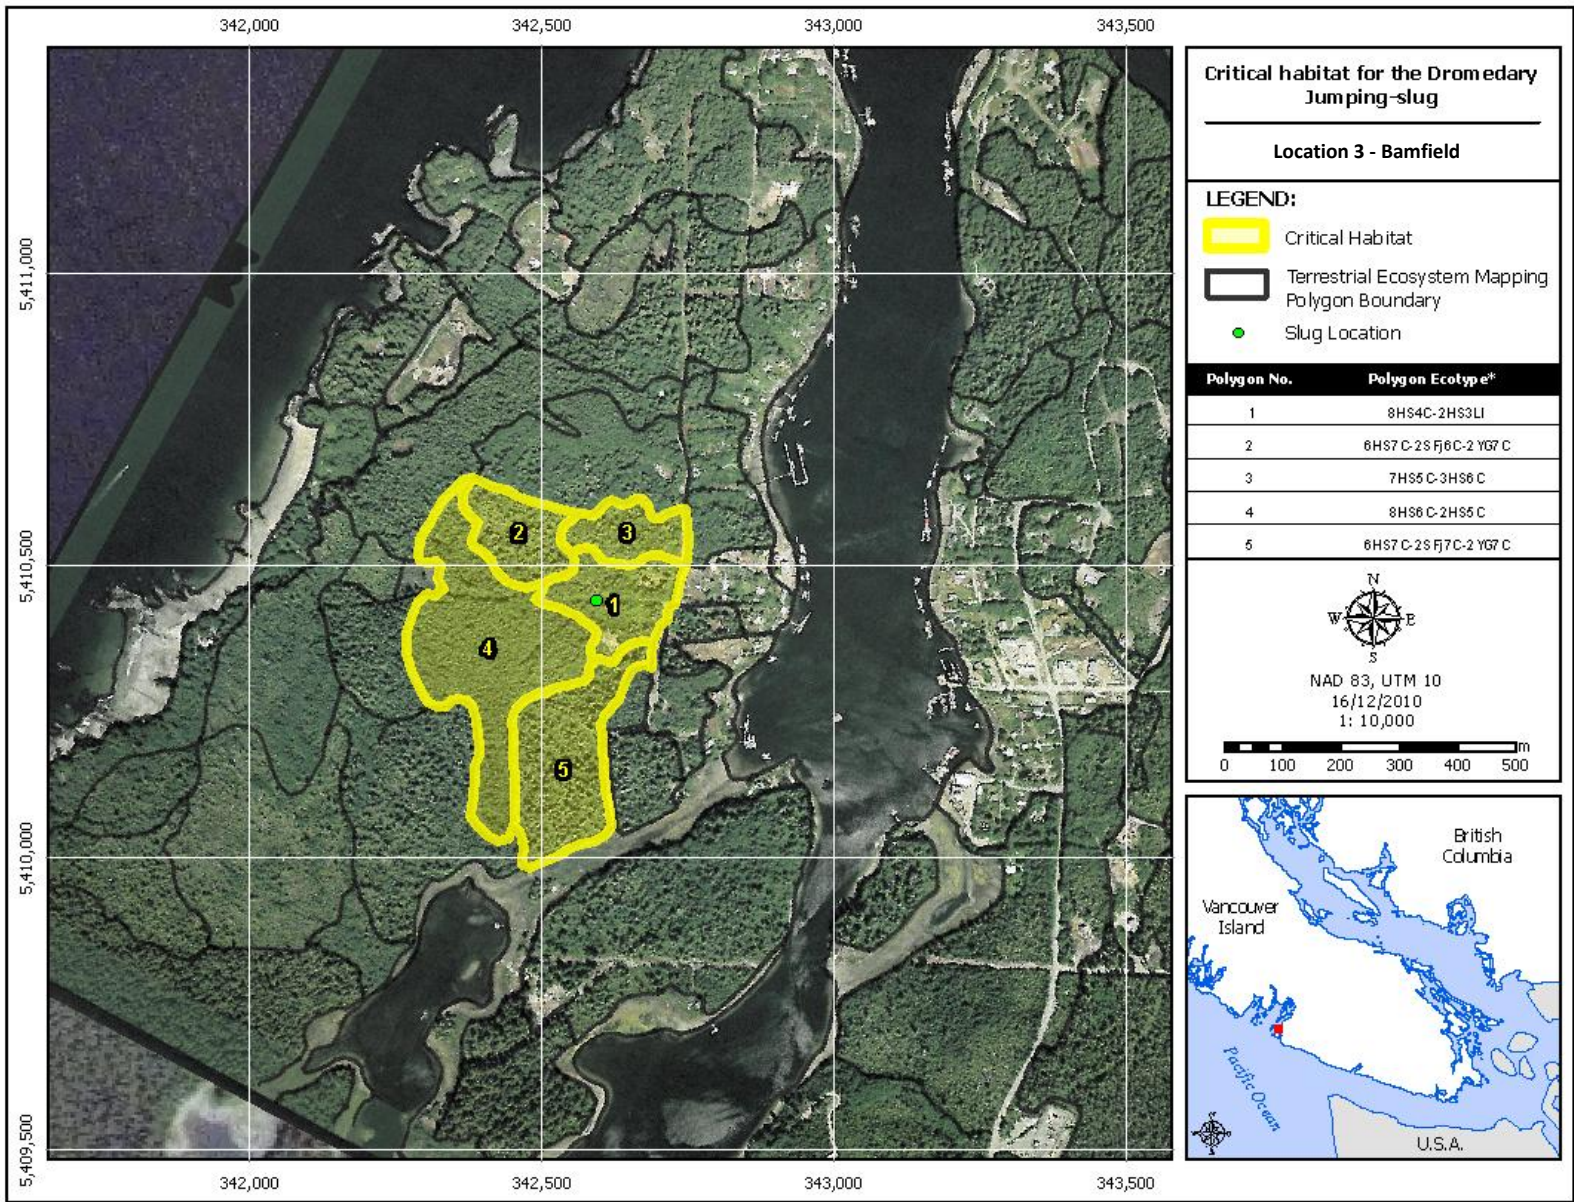 342,000 342,500 343,000 343,500
5,411,000
5,410,500
5,410,000
5,409,500
2
3
1
4
5
342,000 342,500 343,000 343,500
Critical habitat for the Dromedary
Jumping-slug
Location 3 - Bamfield
LEGEND:
Critical Habitat
Terrestrial Ecosystem Mapping
Polygon Boundary
Slug Location
Polygon No. Polygon Ecotype*
1 8HS4C-2HS3LI
2 6HS7C-2SFj6C-2YG7C
3 7HS5C-3HS6C
4 8HS6C-2HS5C
5 6HS7C-2SFj7C-2YG7C
N
W E
S
NAD 83, UTM 10
16/12/2010
1: 10,000
m
0 100 200 300 400 500
British
Columbia
Vancouver
Island
Pacific Ocean
U.S.A.